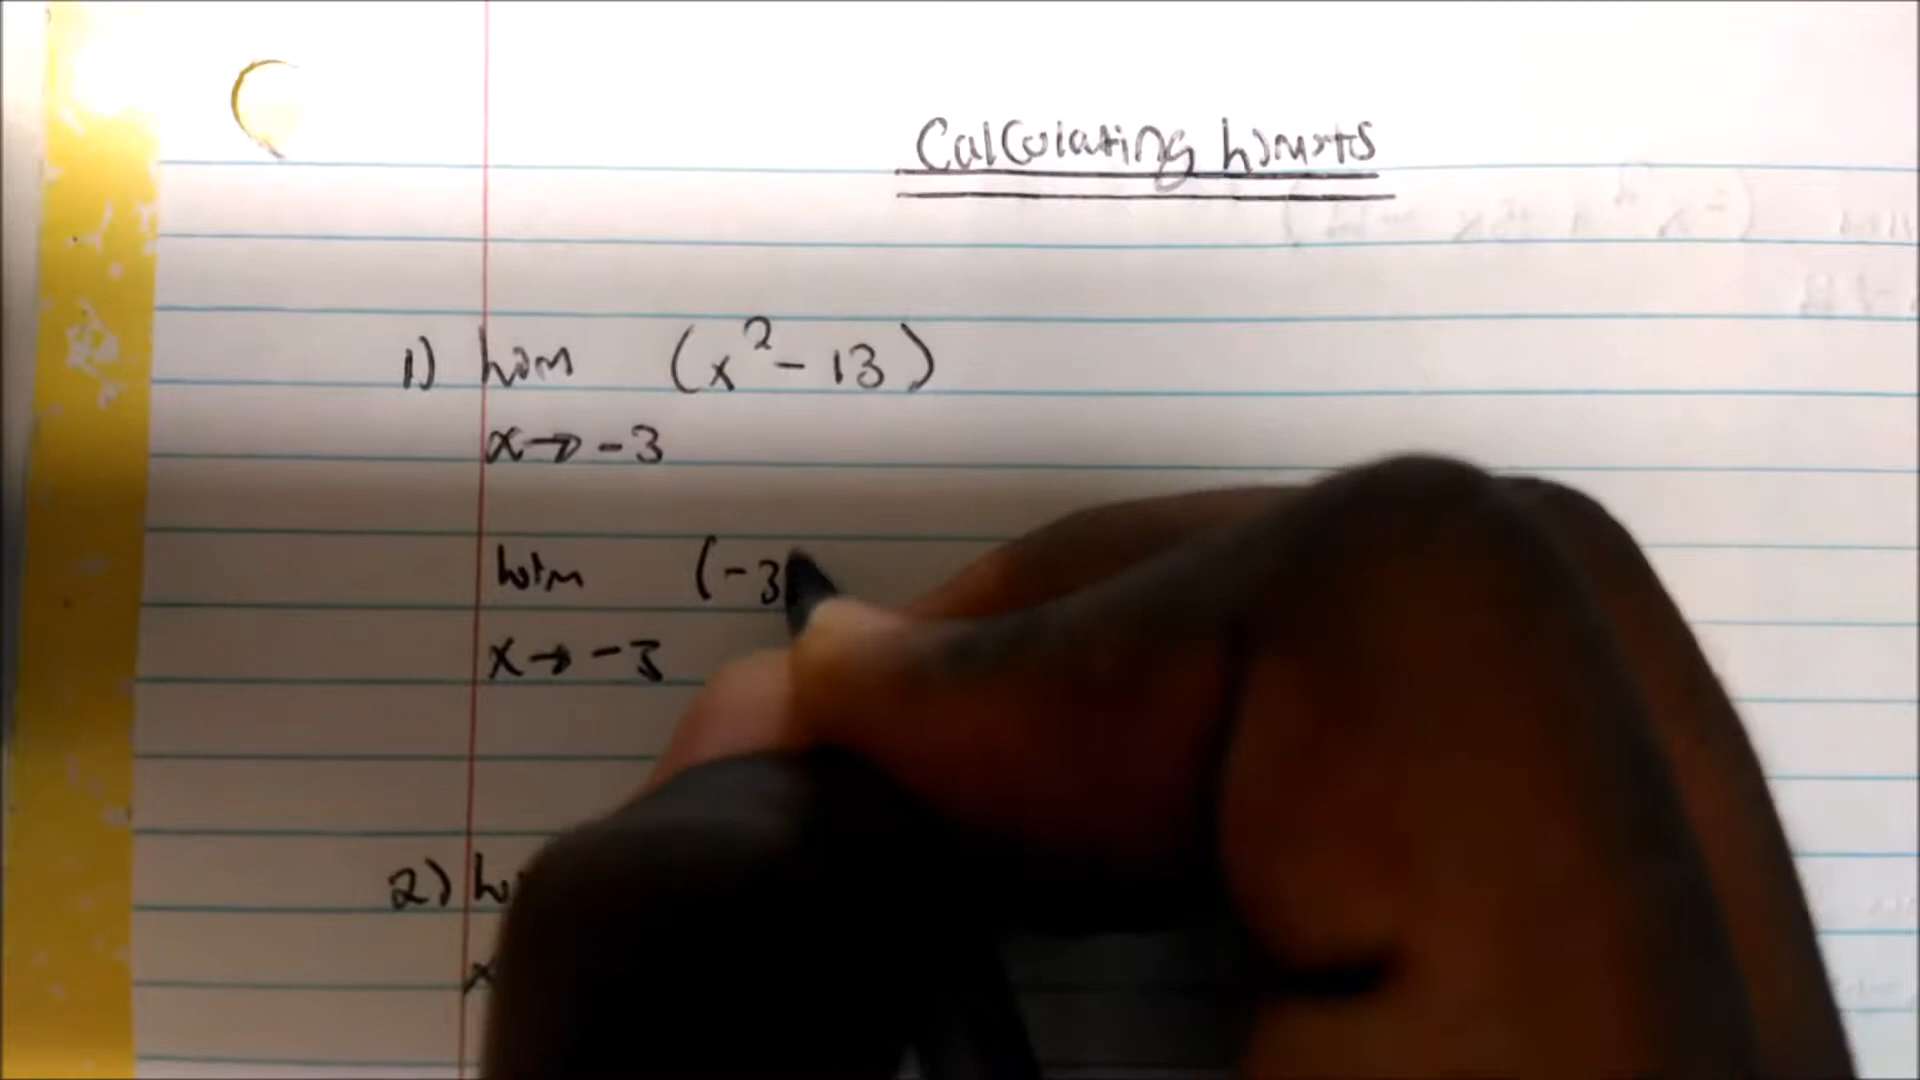 Calculating Limits
1) lim (x² - 13)
x → -3
lim (-3
x → -3
2)
x